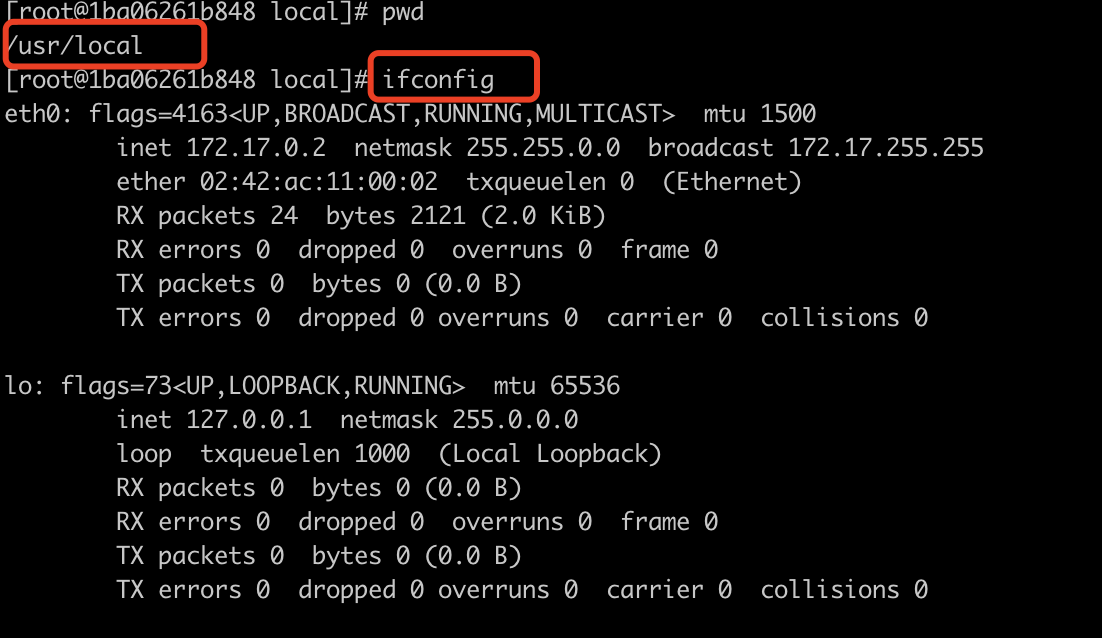 [root@1ba06261b848 local]# pwd
/usr/local
[root@1ba06261b848 local]# ifconfig
eth0: flags=4163<UP,BROADCAST,RUNNING,MULTICAST>  mtu 1500
        inet 172.17.0.2  netmask 255.255.0.0  broadcast 172.17.255.255
        ether 02:42:ac:11:00:02  txqueuelen 0  (Ethernet)
        RX packets 24  bytes 2121 (2.0 KiB)
        RX errors 0  dropped 0  overruns 0  frame 0
        TX packets 0  bytes 0 (0.0 B)
        TX errors 0  dropped 0 overruns 0  carrier 0  collisions 0

lo: flags=73<UP,LOOPBACK,RUNNING>  mtu 65536
        inet 127.0.0.1  netmask 255.0.0.0
        loop  txqueuelen 1000  (Local Loopback)
        RX packets 0  bytes 0 (0.0 B)
        RX errors 0  dropped 0  overruns 0  frame 0
        TX packets 0  bytes 0 (0.0 B)
        TX errors 0  dropped 0 overruns 0  carrier 0  collisions 0